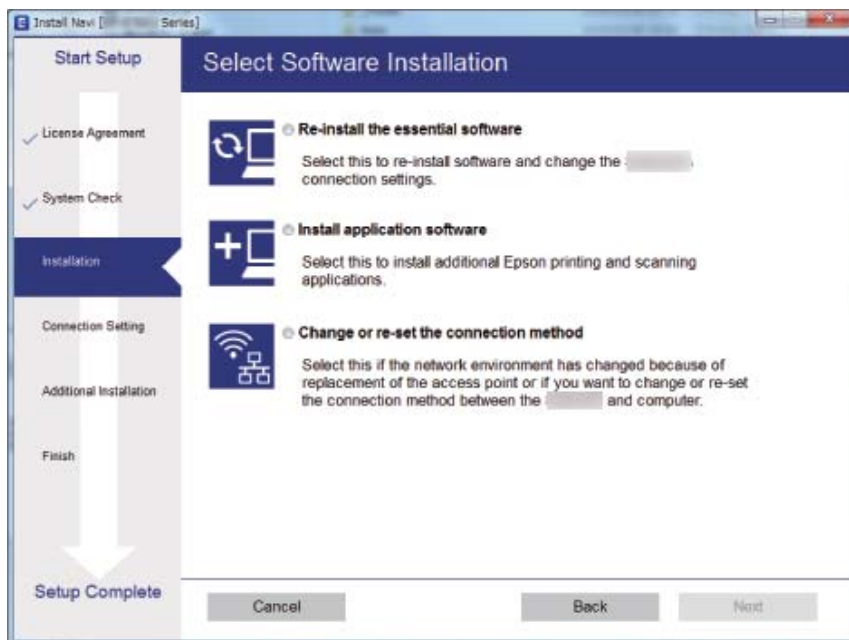 Install Navi [ Series]
Start Setup
Select Software Installation
License Agreement
System Check
Installation
Connection Setting
Additional Installation
Finish
Setup Complete
Re-install the essential software
Select this to re-install software and change the
connection settings.
Install application software
Select this to install additional Epson printing and scanning
applications.
Change or re-set the connection method
Select this if the network environment has changed because of
replacement of the access point or if you want to change or re-set
the connection method between the and computer.
Cancel
Back
Next